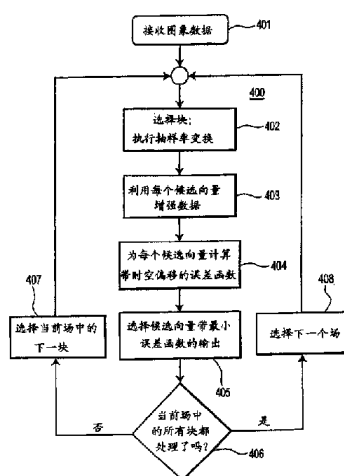 接收图象数据
401
400
选择块:
执行抽样率变换
402
利用每个候选向量
增强数据
403
为每个候选向量计算
带时空偏移的误差函数
404
407
选择当前场中的
下一块
选择候选向量带最小
误差函数的输出
405
408
选择下一个场
否
当前场中
的所有块都
处理了吗?
是
406